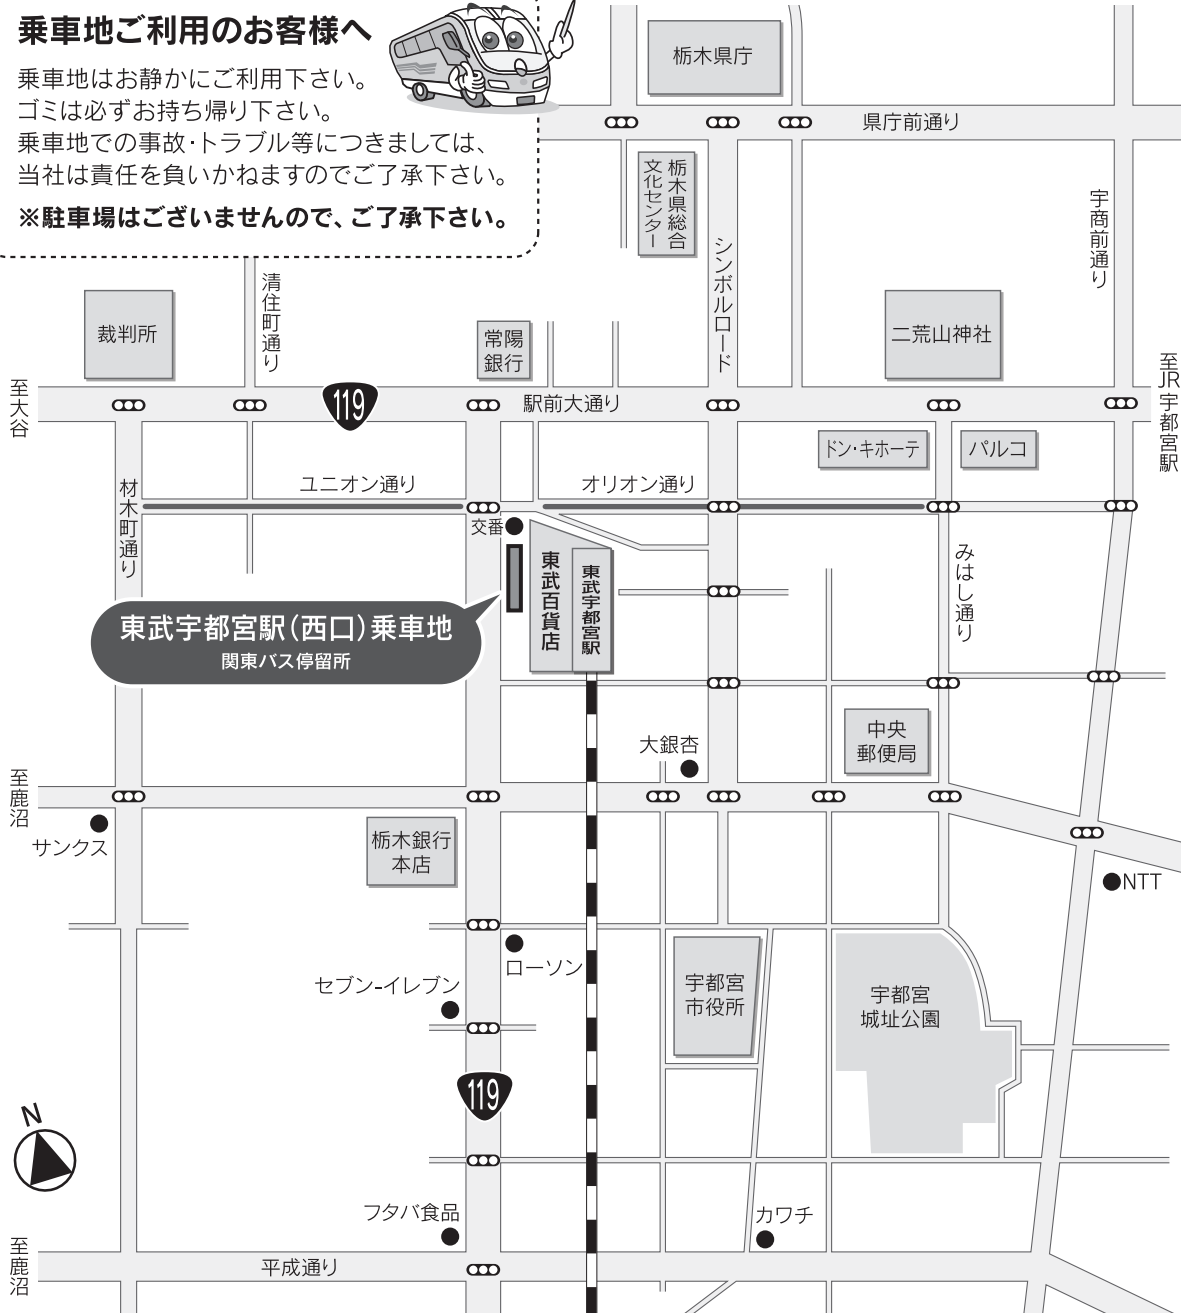 乗車地ご利用のお客様へ
乗車地はお静かにご利用下さい。
ゴミは必ずお持ち帰り下さい。
乗車地での事故・トラブル等につきましては、
当社は責任を負いかねますのでご了承下さい。
※駐車場はございませんので、ご了承下さい。
栃木県庁
県庁前通り
栃木県総合
文化センター
宇商前通り
シンボルロード
清住町通り
裁判所
常陽
銀行
二荒山神社
至大谷
119
駅前大通り
至JR宇都宮駅
ドン・キホーテ
パルコ
ユニオン通り
オリオン通り
材木町通り
交番
東武百貨店
東武宇都宮駅
みはし通り
東武宇都宮駅(西口)乗車地
関東バス停留所
大銀杏
中央
郵便局
至鹿沼
サンクス
栃木銀行
本店
NTT
ローソン
セブン-イレブン
宇都宮
市役所
宇都宮
城址公園
119
N
フタバ食品
カワチ
至鹿沼
平成通り